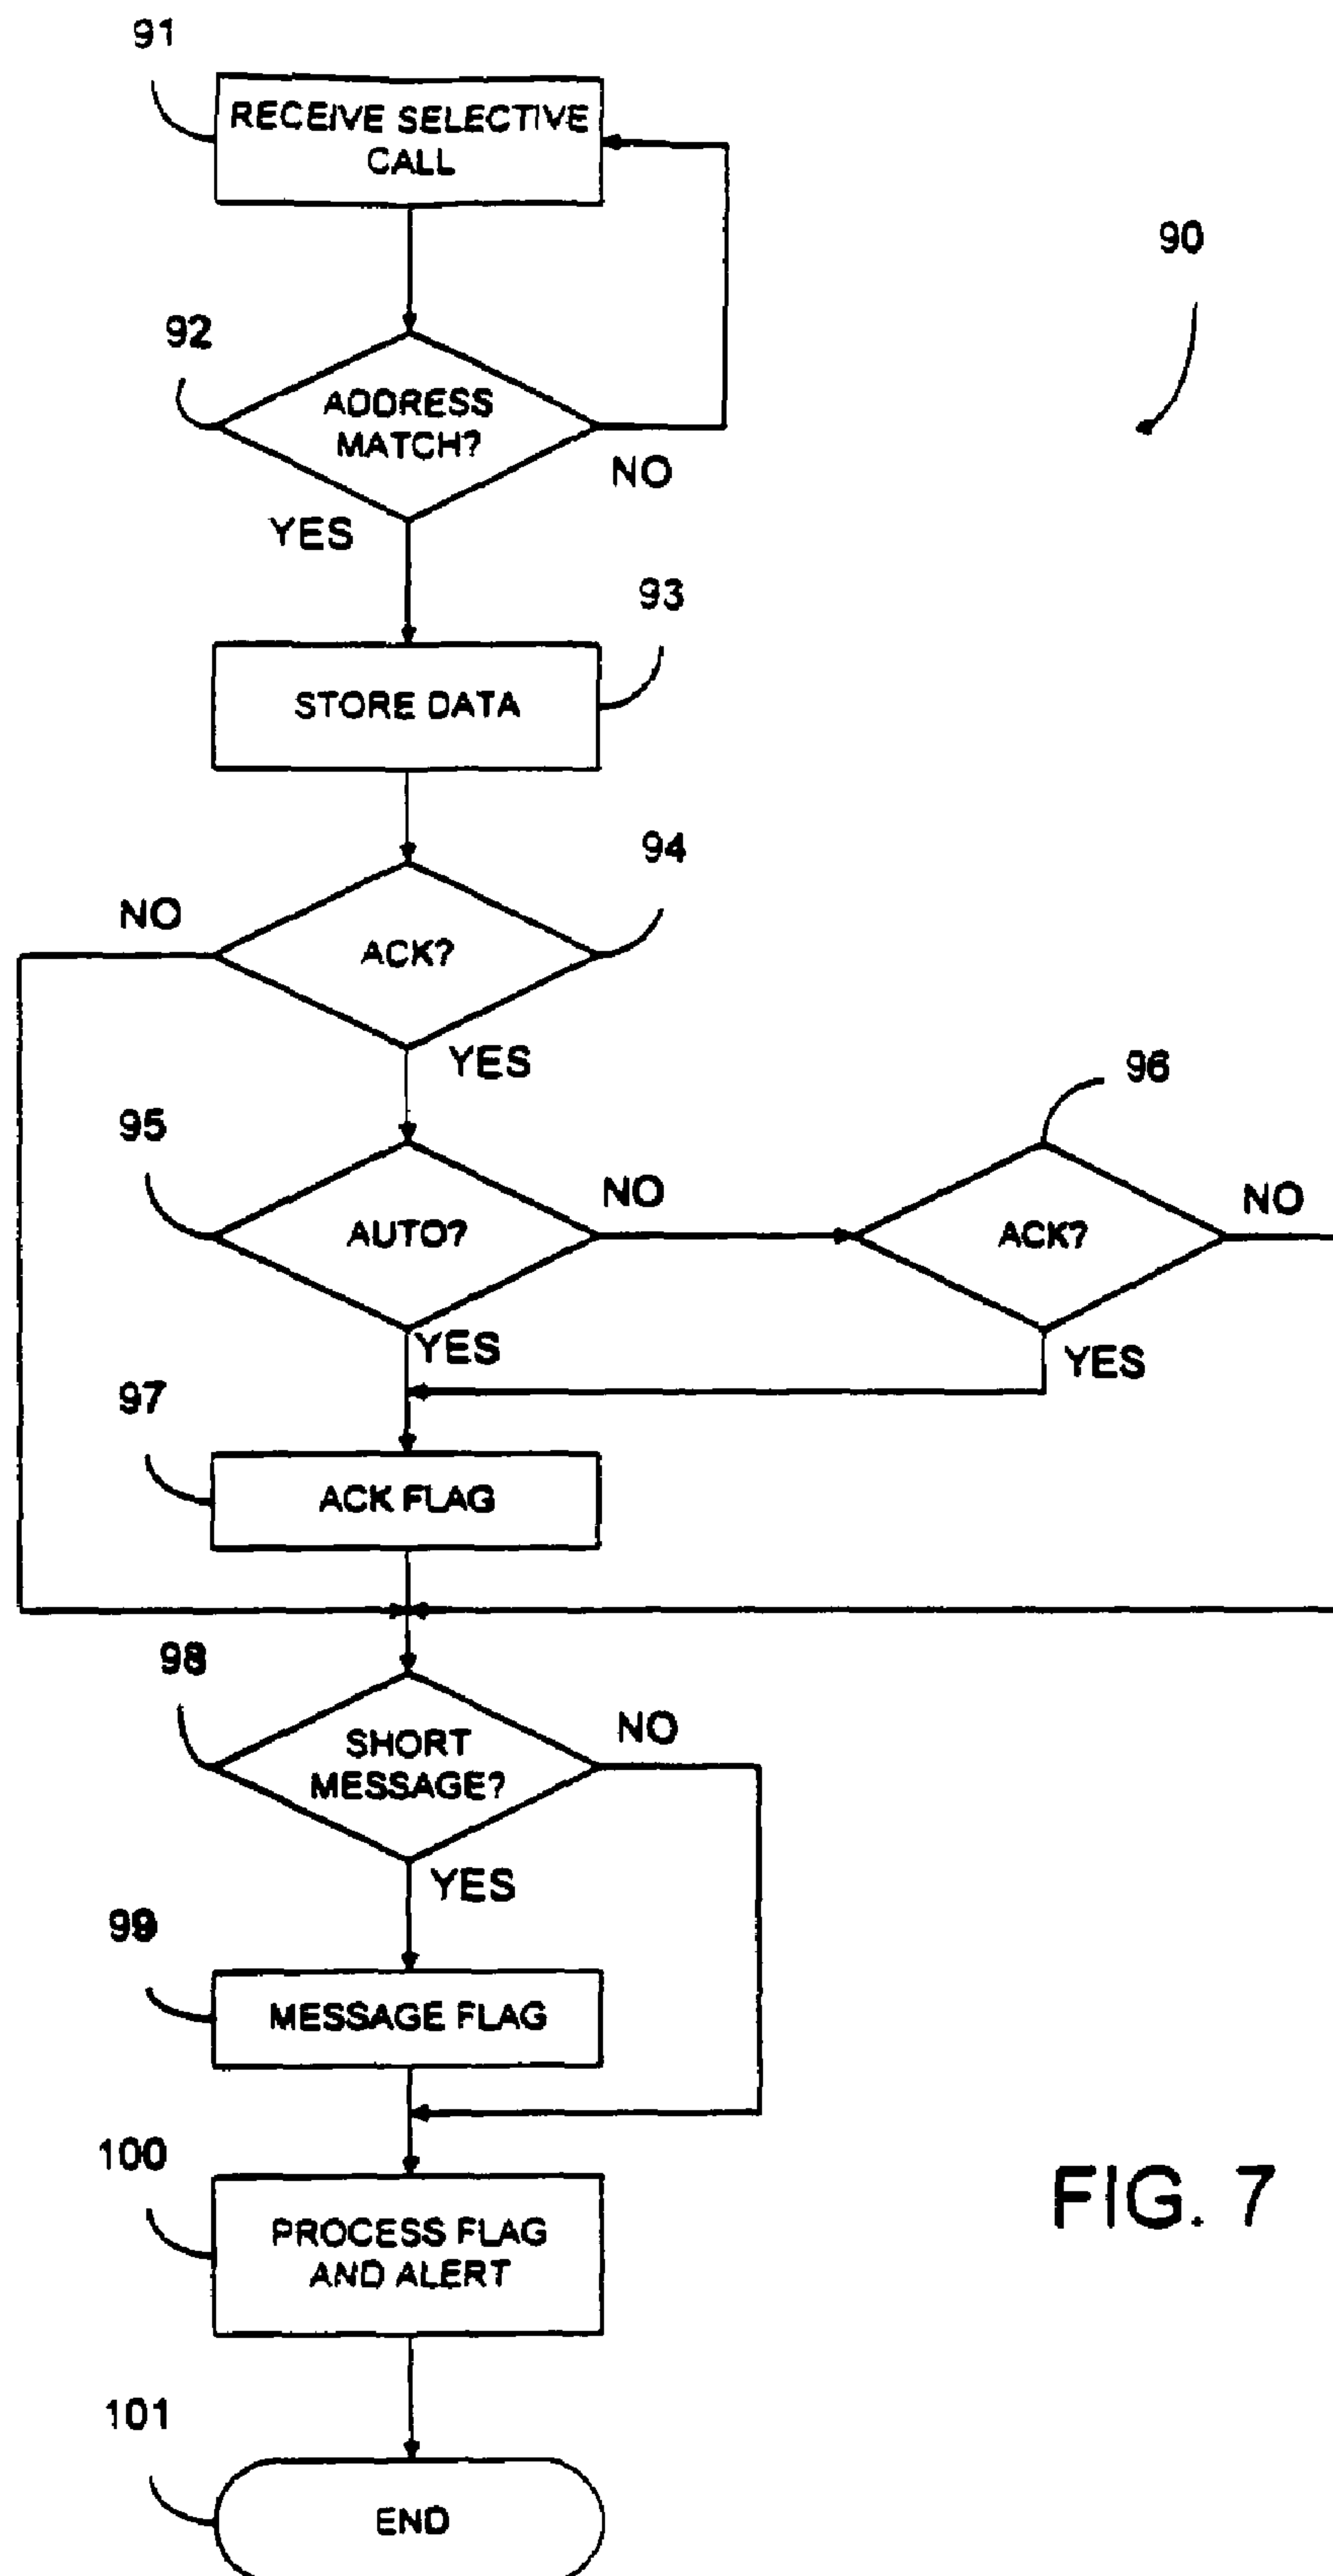 91
RECEIVE SELECTIVE
CALL
90
92
ADDRESS
MATCH?
NO
YES
93
STORE DATA
94
NO
ACK?
YES
96
95
NO
NO
AUTO?
ACK?
YES
YES
97
ACK FLAG
98
NO
SHORT
MESSAGE?
YES
99
MESSAGE FLAG
100
PROCESS FLAG
AND ALERT
FIG. 7
101
END